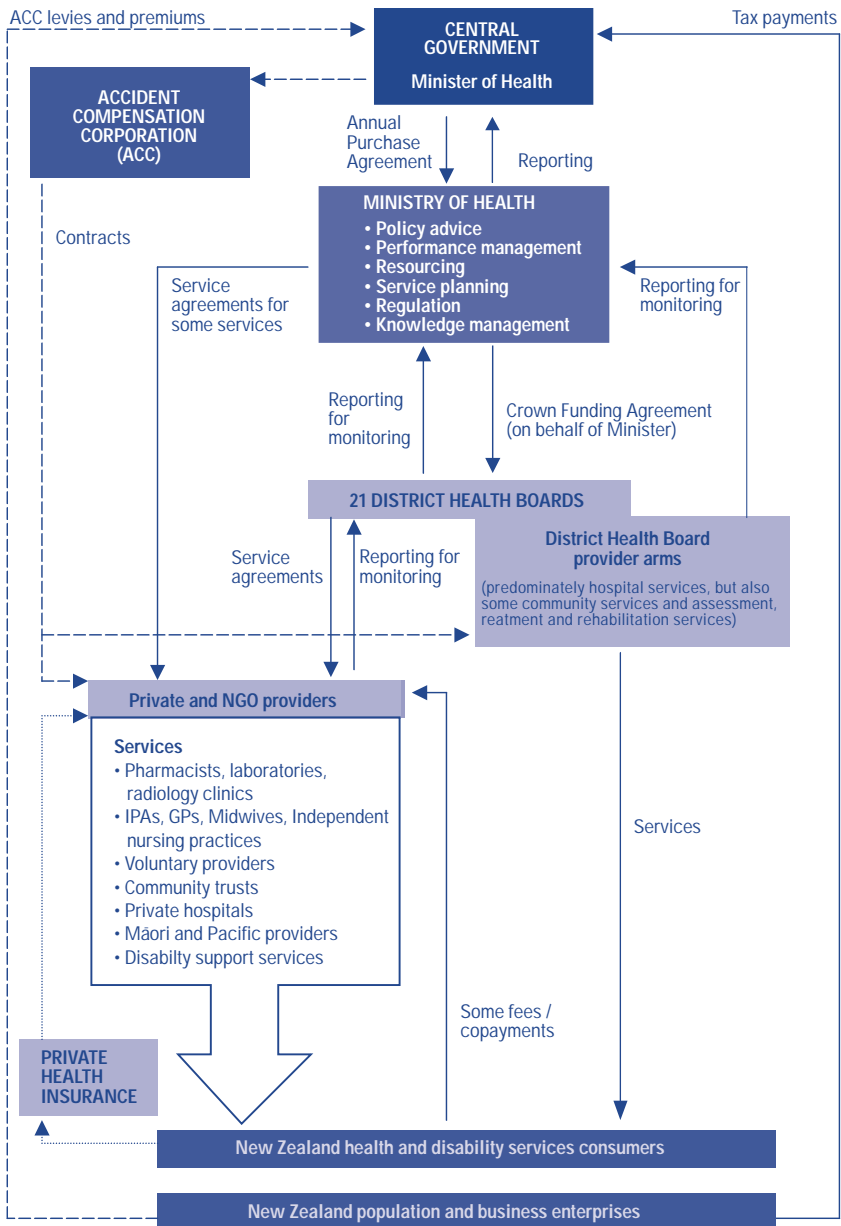 ACC levies and premiums
Tax payments
CENTRAL
GOVERNMENT
Minister of Health
ACCIDENT
COMPENSATION
CORPORATION
(ACC)
Annual
Purchase
Agreement
Reporting
MINISTRY OF HEALTH
• Policy advice
• Performance management
• Resourcing
• Service planning
• Regulation
• Knowledge management
Contracts
Service
agreements for
some services
Reporting for
monitoring
Reporting
for
monitoring
Crown Funding Agreement
(on behalf of Minister)
21 DISTRICT HEALTH BOARDS
District Health Board
provider arms
(predominately hospital services, but also
some community services and assessment,
reatment and rehabilitation services)
Service
agreements
Reporting for
monitoring
Private and NGO providers
Services
• Pharmacists, laboratories,
radiology clinics
• IPAs, GPs, Midwives, Independent
nursing practices
• Voluntary providers
• Community trusts
• Private hospitals
• Māori and Pacific providers
• Disabilty support services
Services
Some fees /
copayments
PRIVATE
HEALTH
INSURANCE
New Zealand health and disability services consumers
New Zealand population and business enterprises